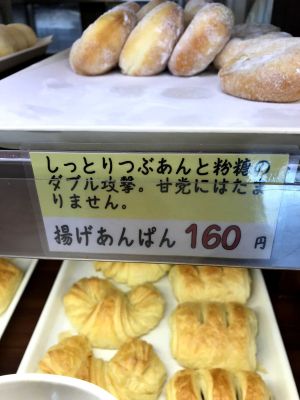 しっとりつぶあんと粉糖の
ダブル攻撃。甘党にはたま
りません。
揚げあんぱん 160 円